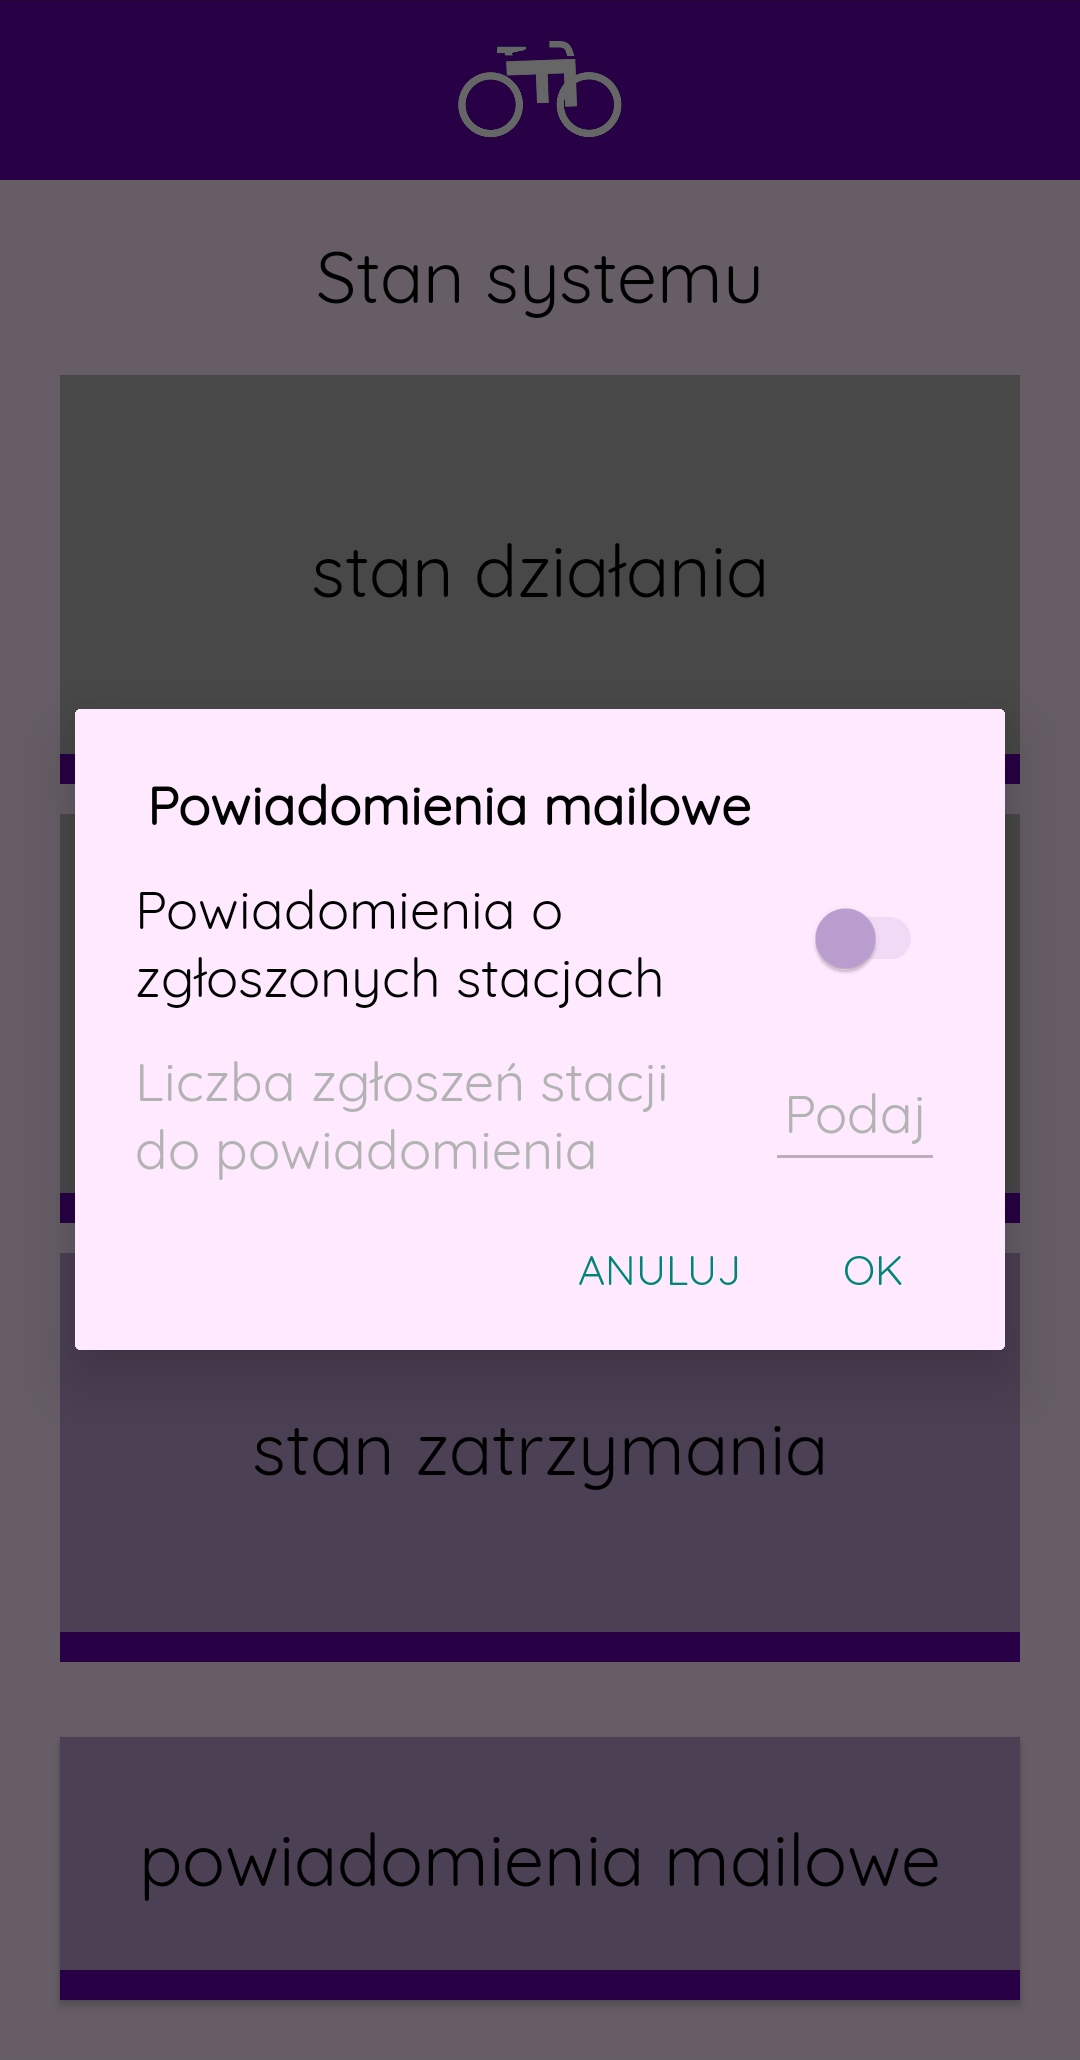 Stan systemu
stan działania
Powiadomienia mailowe
Powiadomienia o
zgłoszonych stacjach
Liczba zgłoszeń stacji
do powiadomienia
Podaj
ANULUJ OK
stan zatrzymania
powiadomienia mailowe